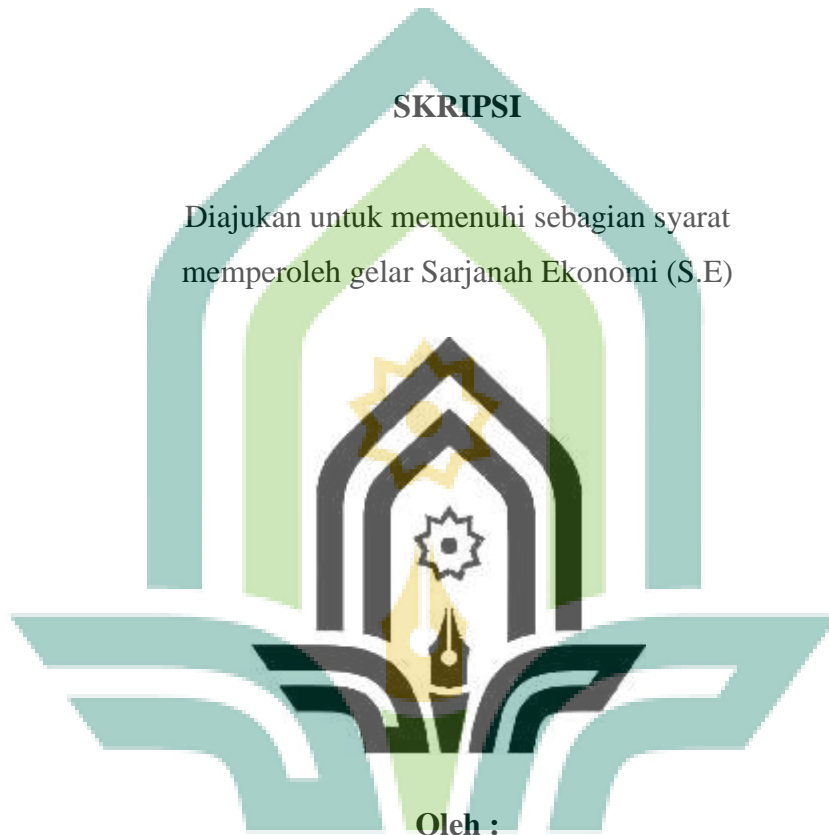 SKRIPSI
Diajukan untuk memenuhi sebagian syarat
memperoleh gelar Sarjanah Ekonomi (S.E)
Oleh :